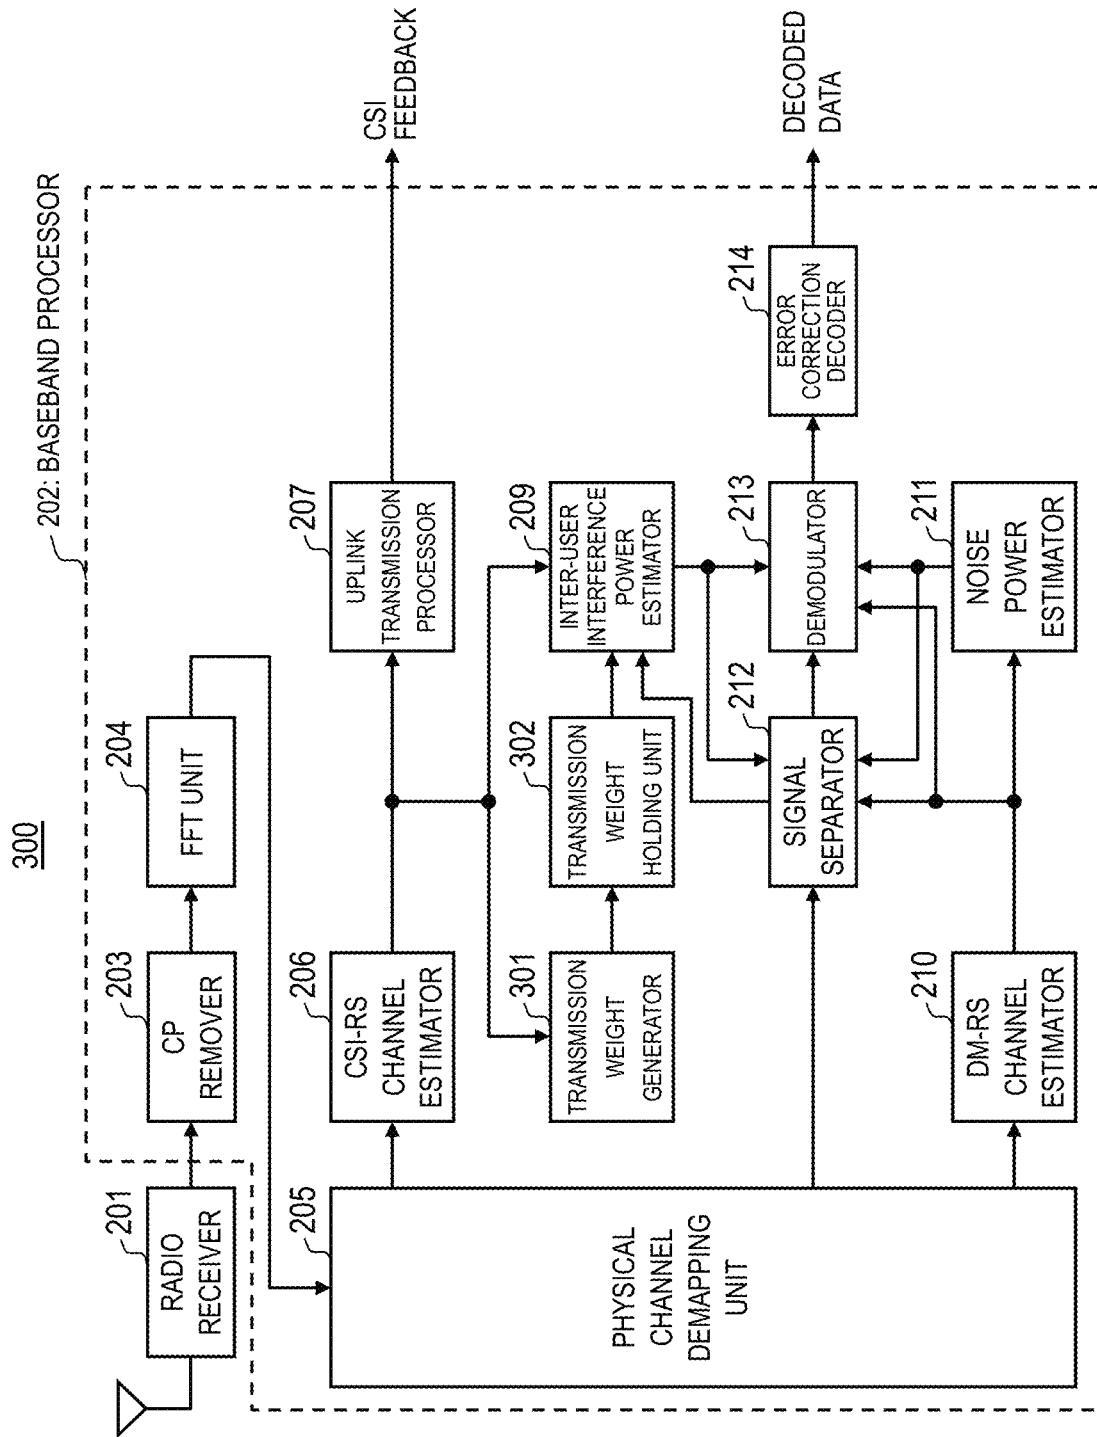 300
202: BASEBAND PROCESSOR
201
RADIO
RECEIVER
203
CP
REMOVER
204
FFT UNIT
205
PHYSICAL
CHANNEL
DEMAPPING
UNIT
206
CSI-RS
CHANNEL
ESTIMATOR
207
UPLINK
TRANSMISSION
PROCESSOR
CSI
FEEDBACK
301
TRANSMISSION
WEIGHT
GENERATOR
302
TRANSMISSION
WEIGHT
HOLDING UNIT
209
INTER-USER
INTERFERENCE
POWER
ESTIMATOR
212
SIGNAL
SEPARATOR
213
DEMODULATOR
214
ERROR
CORRECTION
DECODER
DECODED
DATA
210
DM-RS
CHANNEL
ESTIMATOR
211
NOISE
POWER
ESTIMATOR